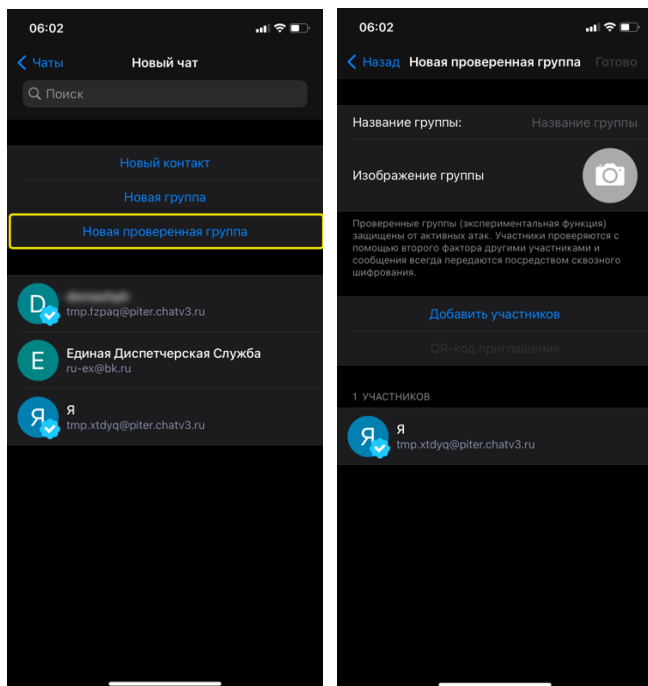 06:02
Чаты
Новый чат
Поиск
Новый контакт
Новая группа
Новая проверенная группа
D
tmp.fzpaq@piter.chatv3.ru
Е
Единая Диспетчерская Служба
ru-ex@bk.ru
Я
Я
tmp.xtdyq@piter.chatv3.ru
06:02
Назад
Новая проверенная группа
Готово
Название группы:
Название группы
Изображение группы
Проверенные группы (экспериментальная функция)
защищены от активных атак. Участники проверяются с
помощью второго фактора другими участниками и
сообщения всегда передаются посредством сквозного
шифрования.
Добавить участников
QR-код приглашения
1 УЧАСТНИКОВ
Я
Я
tmp.xtdyq@piter.chatv3.ru